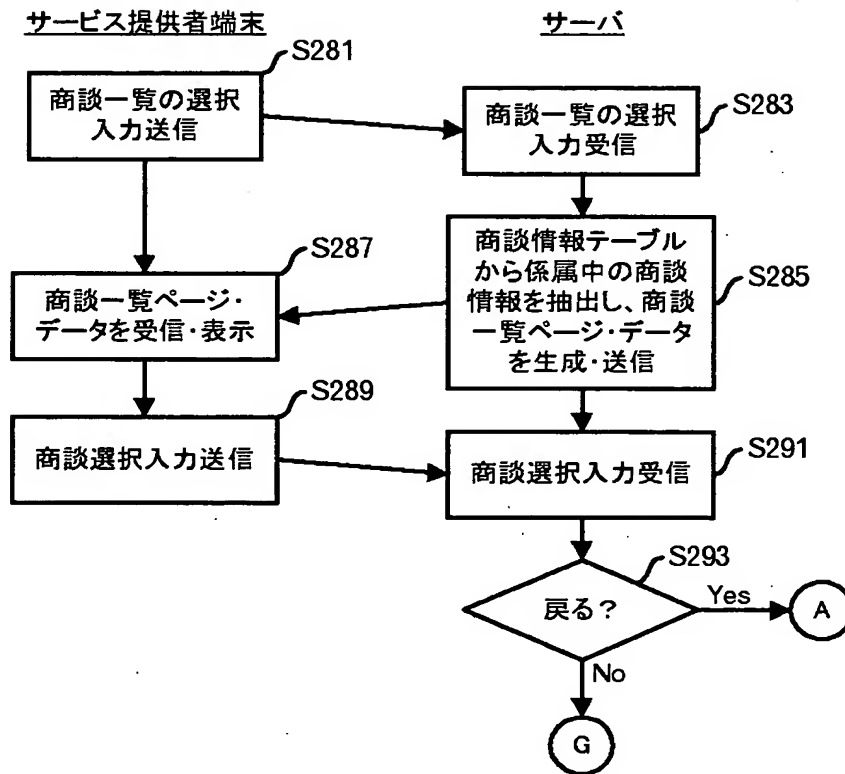 サービス提供者端末
サーバ
S281
商談一覧の選択
入力送信
S283
商談一覧の選択
入力受信
S287
商談一覧ページ・
データを受信・表示
S285
商談情報テーブル
から係属中の商談
情報を抽出し、商談
一覧ページ・データ
を生成・送信
S289
商談選択入力送信
S291
商談選択入力受信
S293
戻る？
Yes
A
No
G